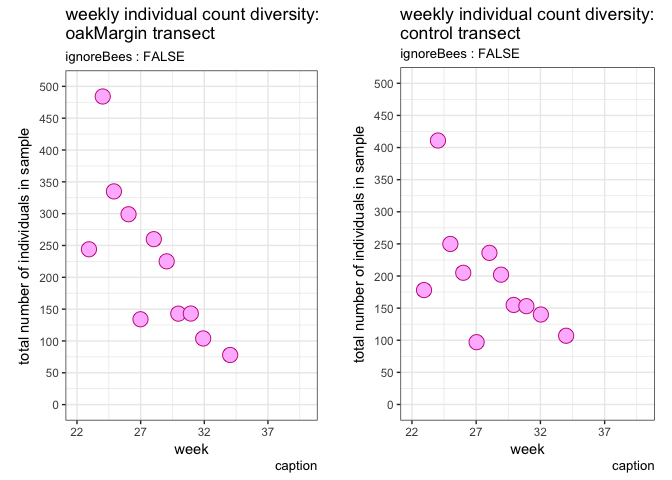 weekly individual count diversity:
oakMargin transect
ignoreBees : FALSE
total number of individuals in sample
500
450
400
350
300
250
200
150
100
50
0
22 27 32 37
week
caption
weekly individual count diversity:
control transect
ignoreBees : FALSE
total number of individuals in sample
500
450
400
350
300
250
200
150
100
50
0
22 27 32 37
week
caption